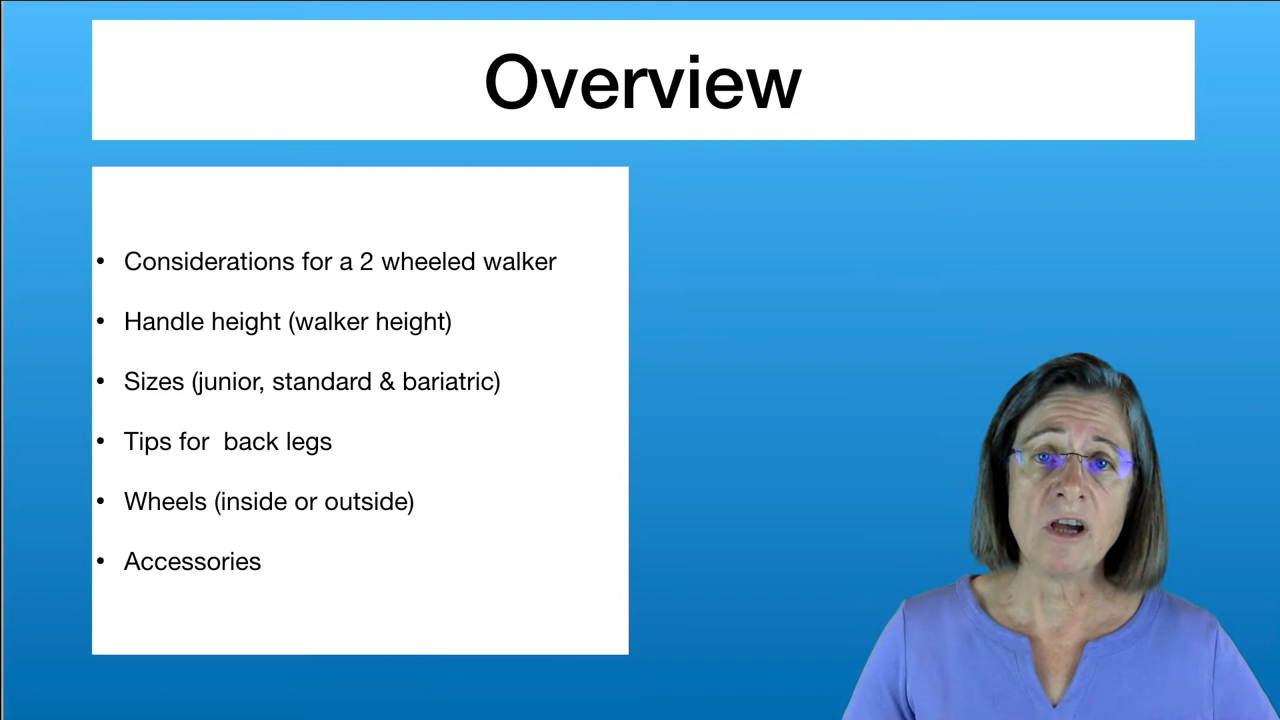 Overview
• Considerations for a 2 wheeled walker
• Handle height (walker height)
• Sizes (junior, standard & bariatric)
• Tips for  back legs
• Wheels (inside or outside)
• Accessories